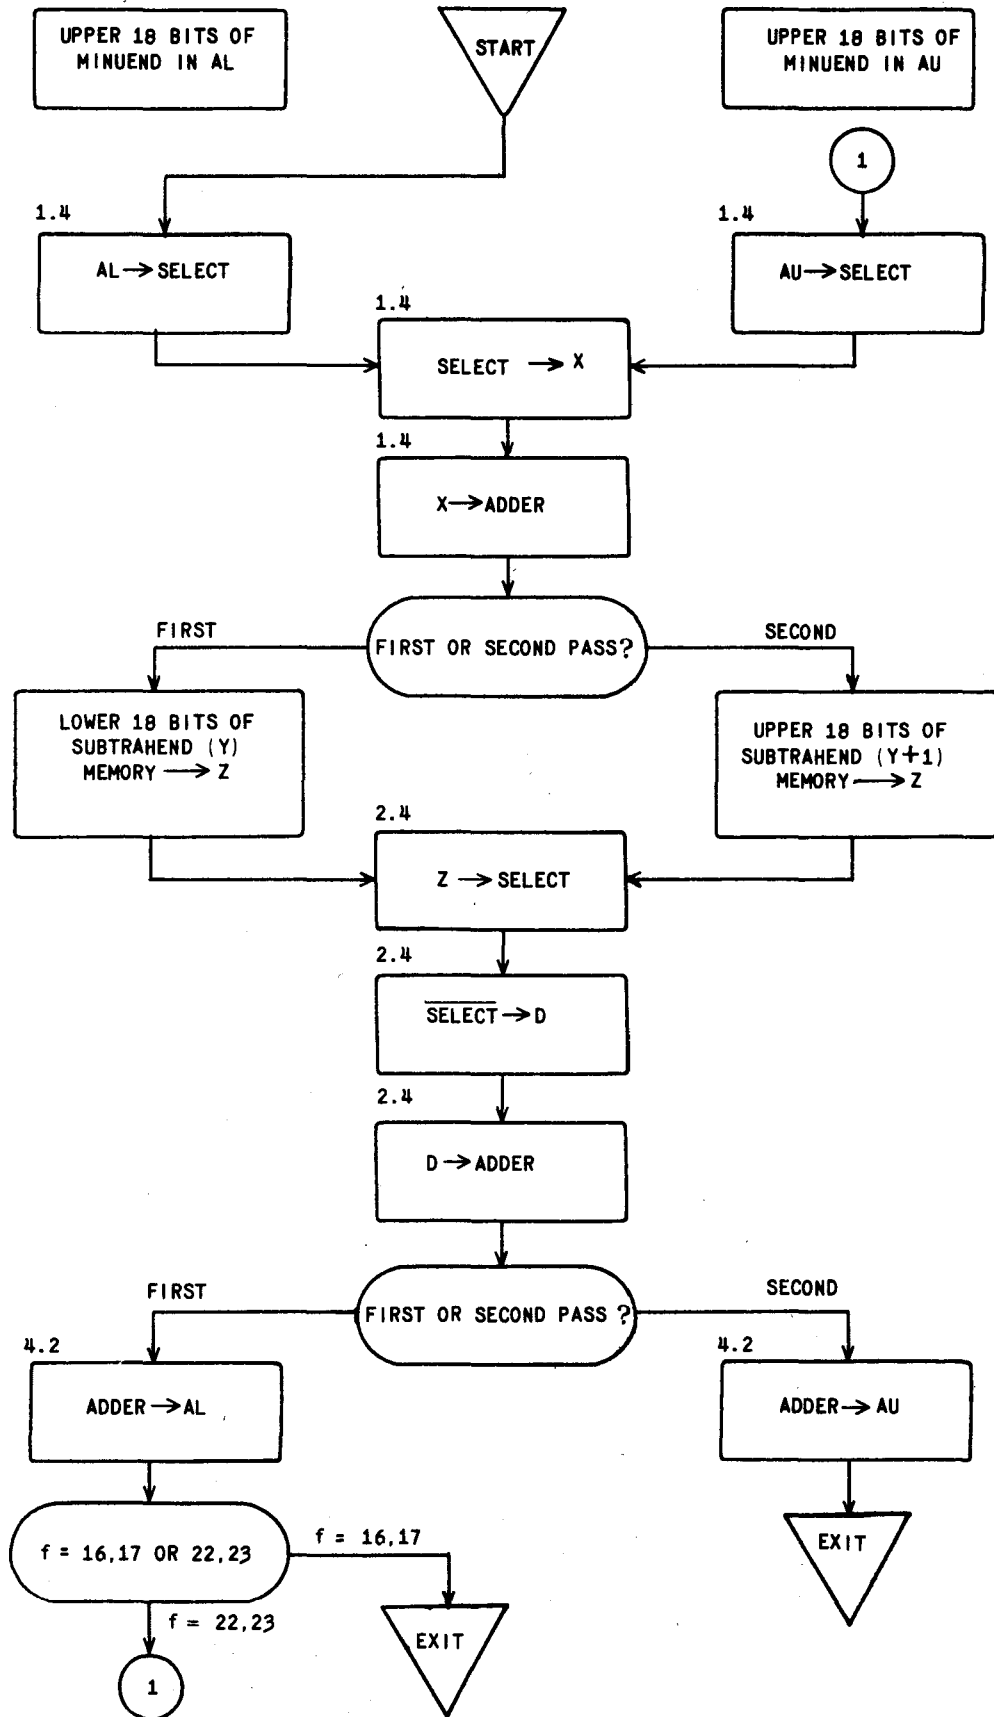 UPPER 18 BITS OF
MINUEND IN AL
START
UPPER 18 BITS OF
MINUEND IN AU
1
1.4
AL→SELECT
1.4
AU→SELECT
1.4
SELECT → X
1.4
X→ADDER
FIRST OR SECOND PASS?
FIRST
SECOND
LOWER 18 BITS OF
SUBTRAHEND (Y)
MEMORY → Z
UPPER 18 BITS OF
SUBTRAHEND (Y+1)
MEMORY → Z
2.4
Z → SELECT
2.4
S̅E̅L̅E̅C̅T̅→D
2.4
D→ADDER
FIRST OR SECOND PASS ?
FIRST
SECOND
4.2
ADDER→AL
4.2
ADDER→AU
EXIT
f = 16,17 OR 22,23
f = 16,17
f = 22,23
EXIT
1